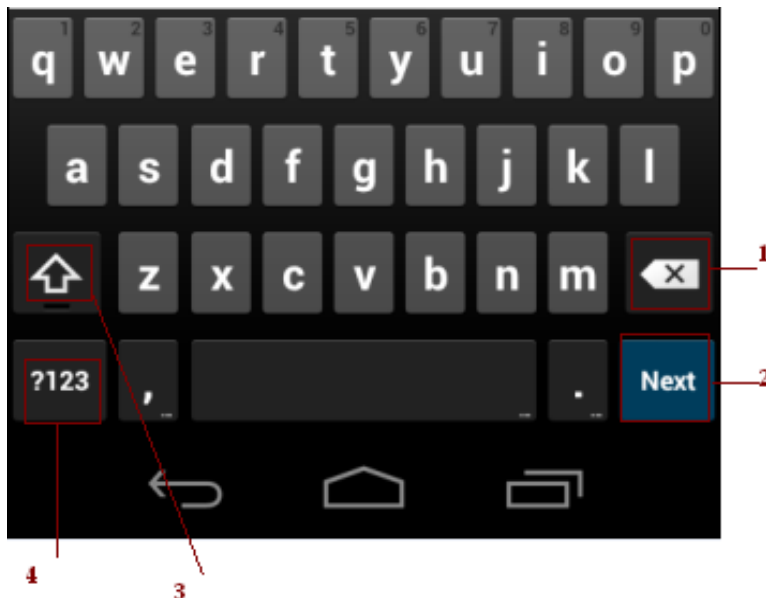 1 2 3 4 5 6 7 8 9 0
q w e r t y u i o p
a s d f g h j k l
z x c v b n m
1
?123 , . Next
2
4
3